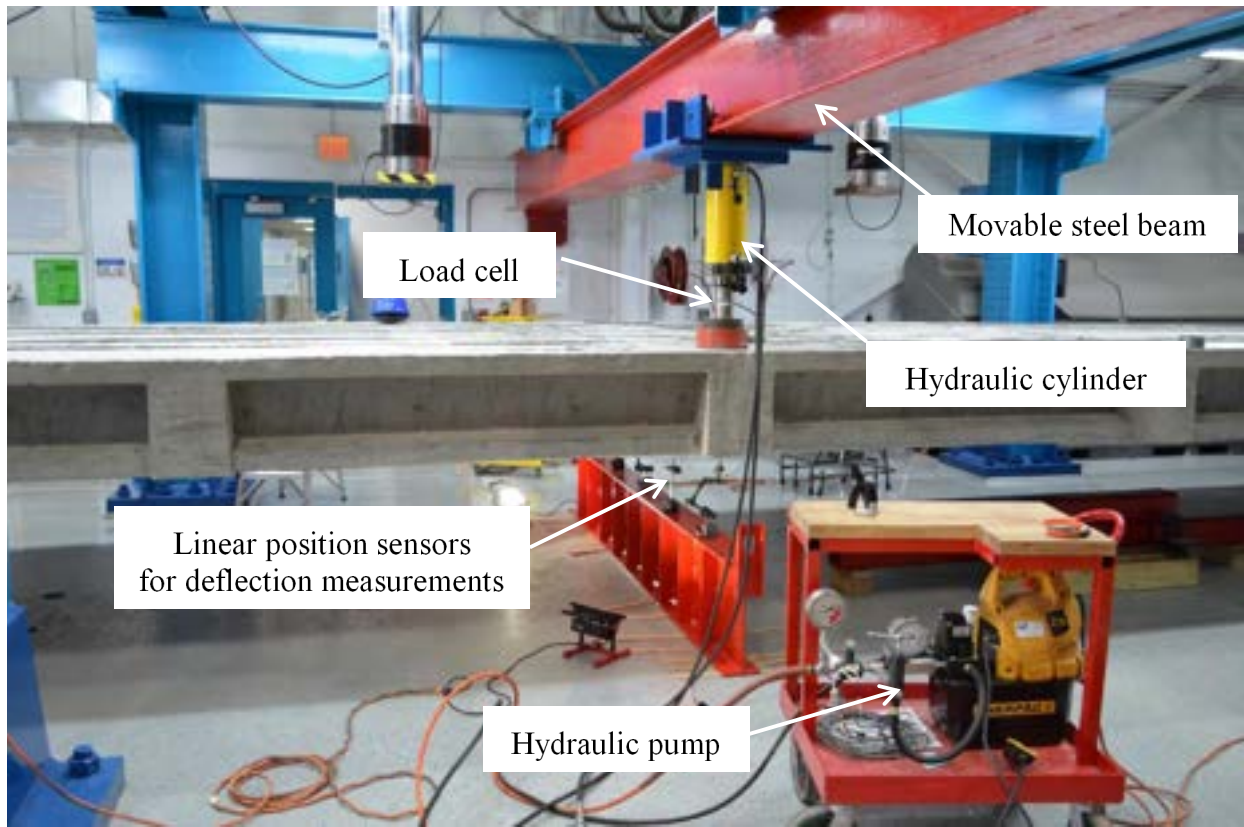 Movable steel beam
Load cell
Hydraulic cylinder
Linear position sensors
for deflection measurements
Hydraulic pump